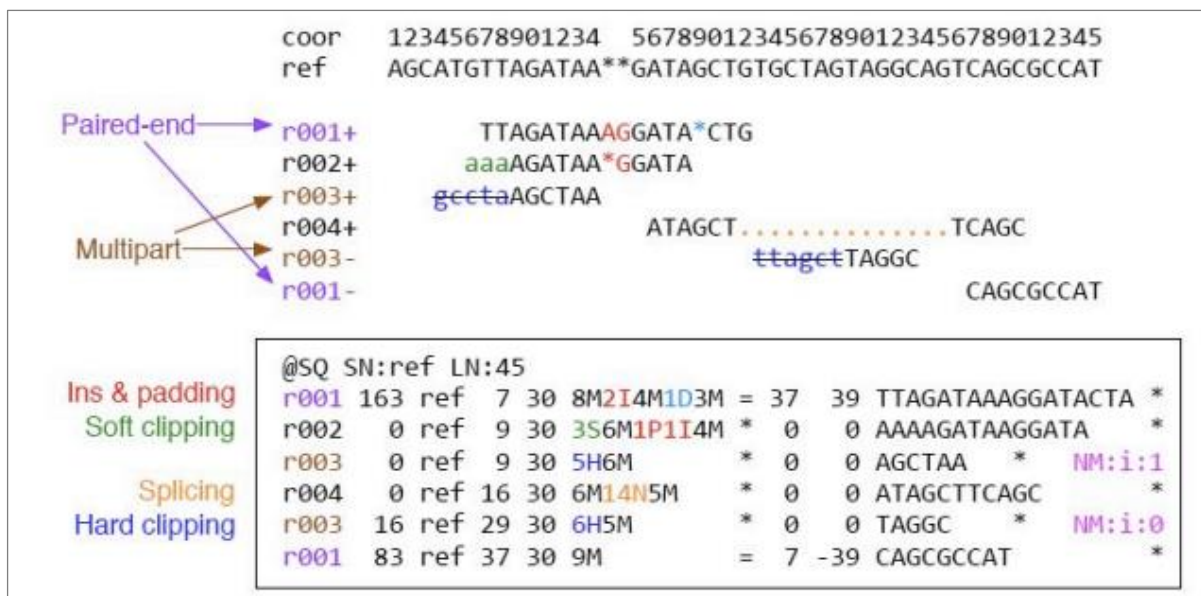 coor 12345678901234 5678901234567890123456789012345
ref AGCATGTTAGATAA**GATAGCTGTGCTAGTAGGCAGTCAGCGCCAT
Paired-end r001+ TTAGATAAAGGATA*CTG
r002+ aaaAGATAA*GGATA
r003+ gcctaAGCTAA
r004+ ATAGCT..............TCAGC
Multipart
r003- ttagctTAGGC
r001- CAGCGCCAT
@SQ SN:ref LN:45
Ins & padding r001 163 ref 7 30 8M2I4M1D3M = 37 39 TTAGATAAAGGATACTA *
Soft clipping r002 0 ref 9 30 3S6M1P1I4M * 0 0 AAAAGATAAGGATA *
r003 0 ref 9 30 5H6M * 0 0 AGCTAA * NM:i:1
Splicing r004 0 ref 16 30 6M14N5M * 0 0 ATAGCTTCAGC *
Hard clipping r003 16 ref 29 30 6H5M * 0 0 TAGGC * NM:i:0
r001 83 ref 37 30 9M = 7 -39 CAGCGCCAT *